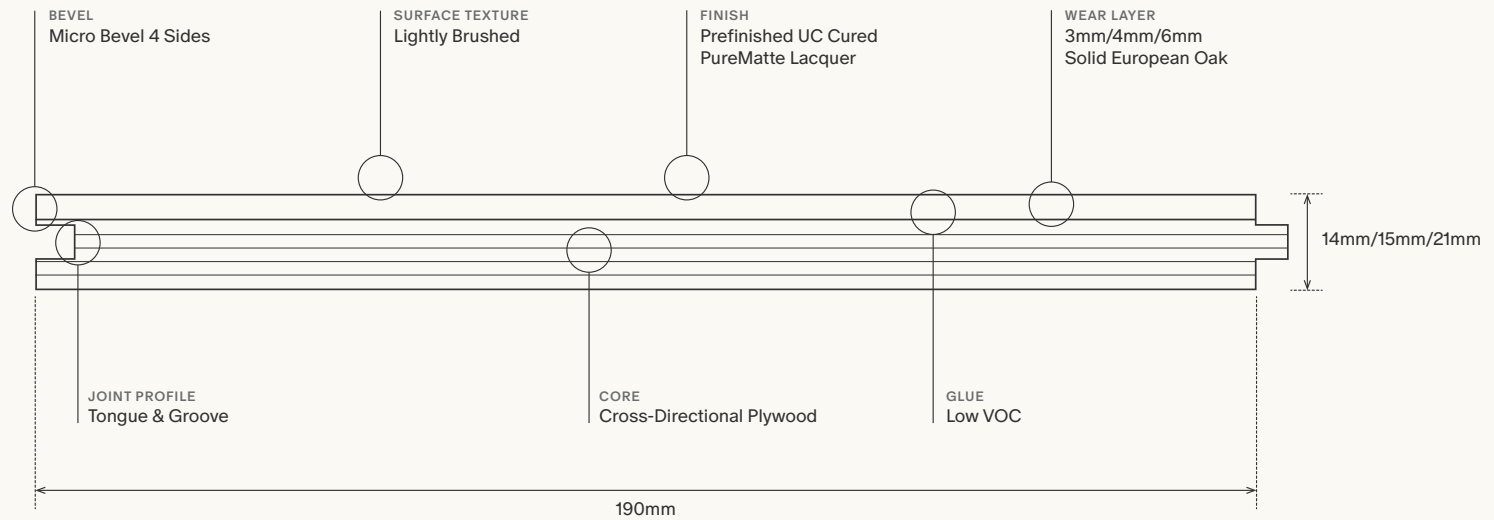 BEVEL
Micro Bevel 4 Sides
SURFACE TEXTURE
Lightly Brushed
FINISH
Prefinished UC Cured
PureMatte Lacquer
WEAR LAYER
3mm/4mm/6mm
Solid European Oak
14mm/15mm/21mm
JOINT PROFILE
Tongue & Groove
CORE
Cross-Directional Plywood
GLUE
Low VOC
190mm